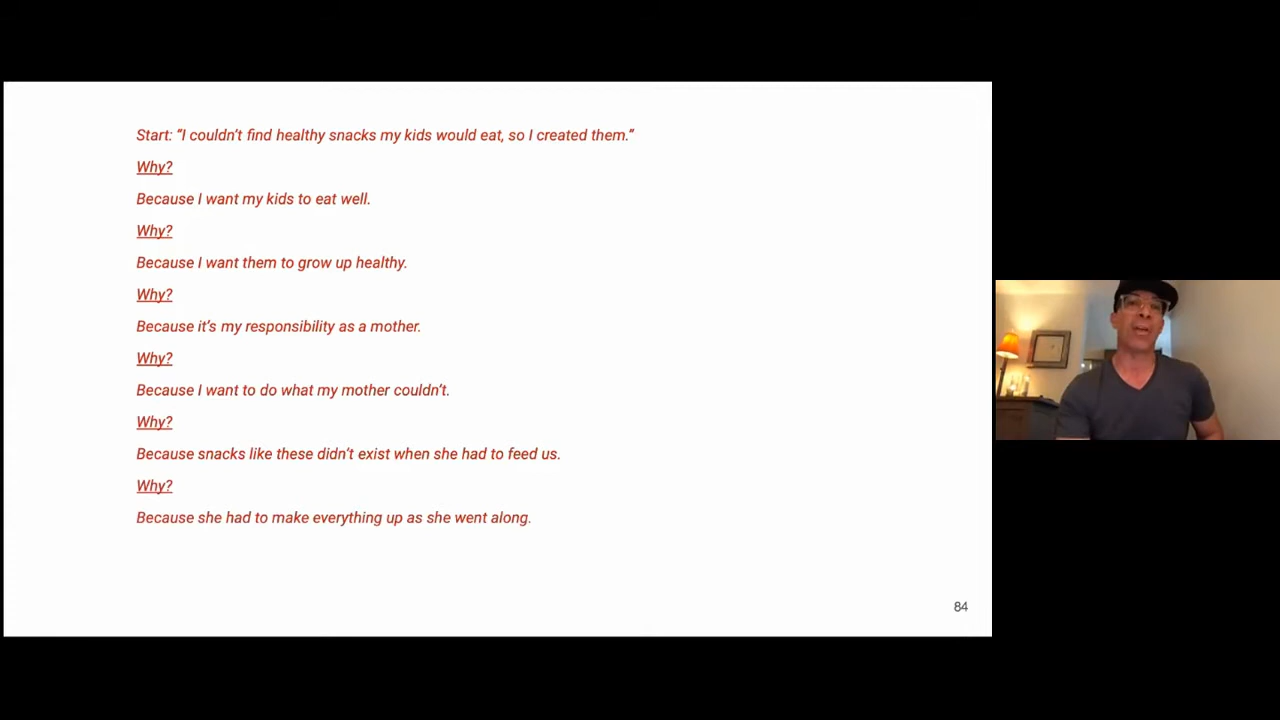 Start: “I couldn’t find healthy snacks my kids would eat, so I created them.”
Why?
Because I want my kids to eat well.
Why?
Because I want them to grow up healthy.
Why?
Because it’s my responsibility as a mother.
Why?
Because I want to do what my mother couldn’t.
Why?
Because snacks like these didn’t exist when she had to feed us.
Why?
Because she had to make everything up as she went along.
84